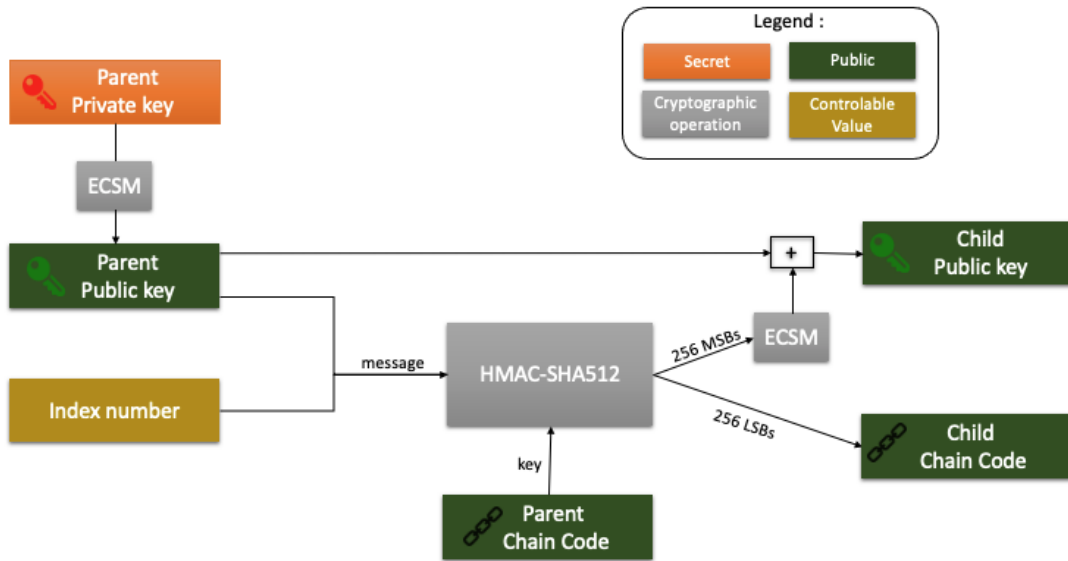 Legend :
Secret
Public
Cryptographic
operation
Controlable
Value
Parent
Private key
ECSM
Parent
Public key
+
Child
Public key
Index number
message
HMAC-SHA512
256 MSBs
ECSM
256 LSBs
Child
Chain Code
key
Parent
Chain Code